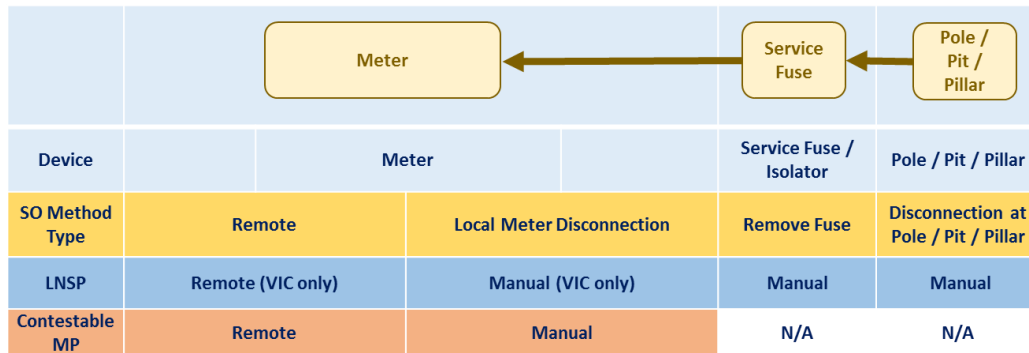 Meter
Service
Fuse
Pole /
Pit /
Pillar
Device
Meter
Service Fuse /
Isolator
Pole / Pit / Pillar
SO Method
Type
Remote
Local Meter Disconnection
Remove Fuse
Disconnection at
Pole / Pit / Pillar
LNSP
Remote (VIC only)
Manual (VIC only)
Manual
Manual
Contestable
MP
Remote
Manual
N/A
N/A